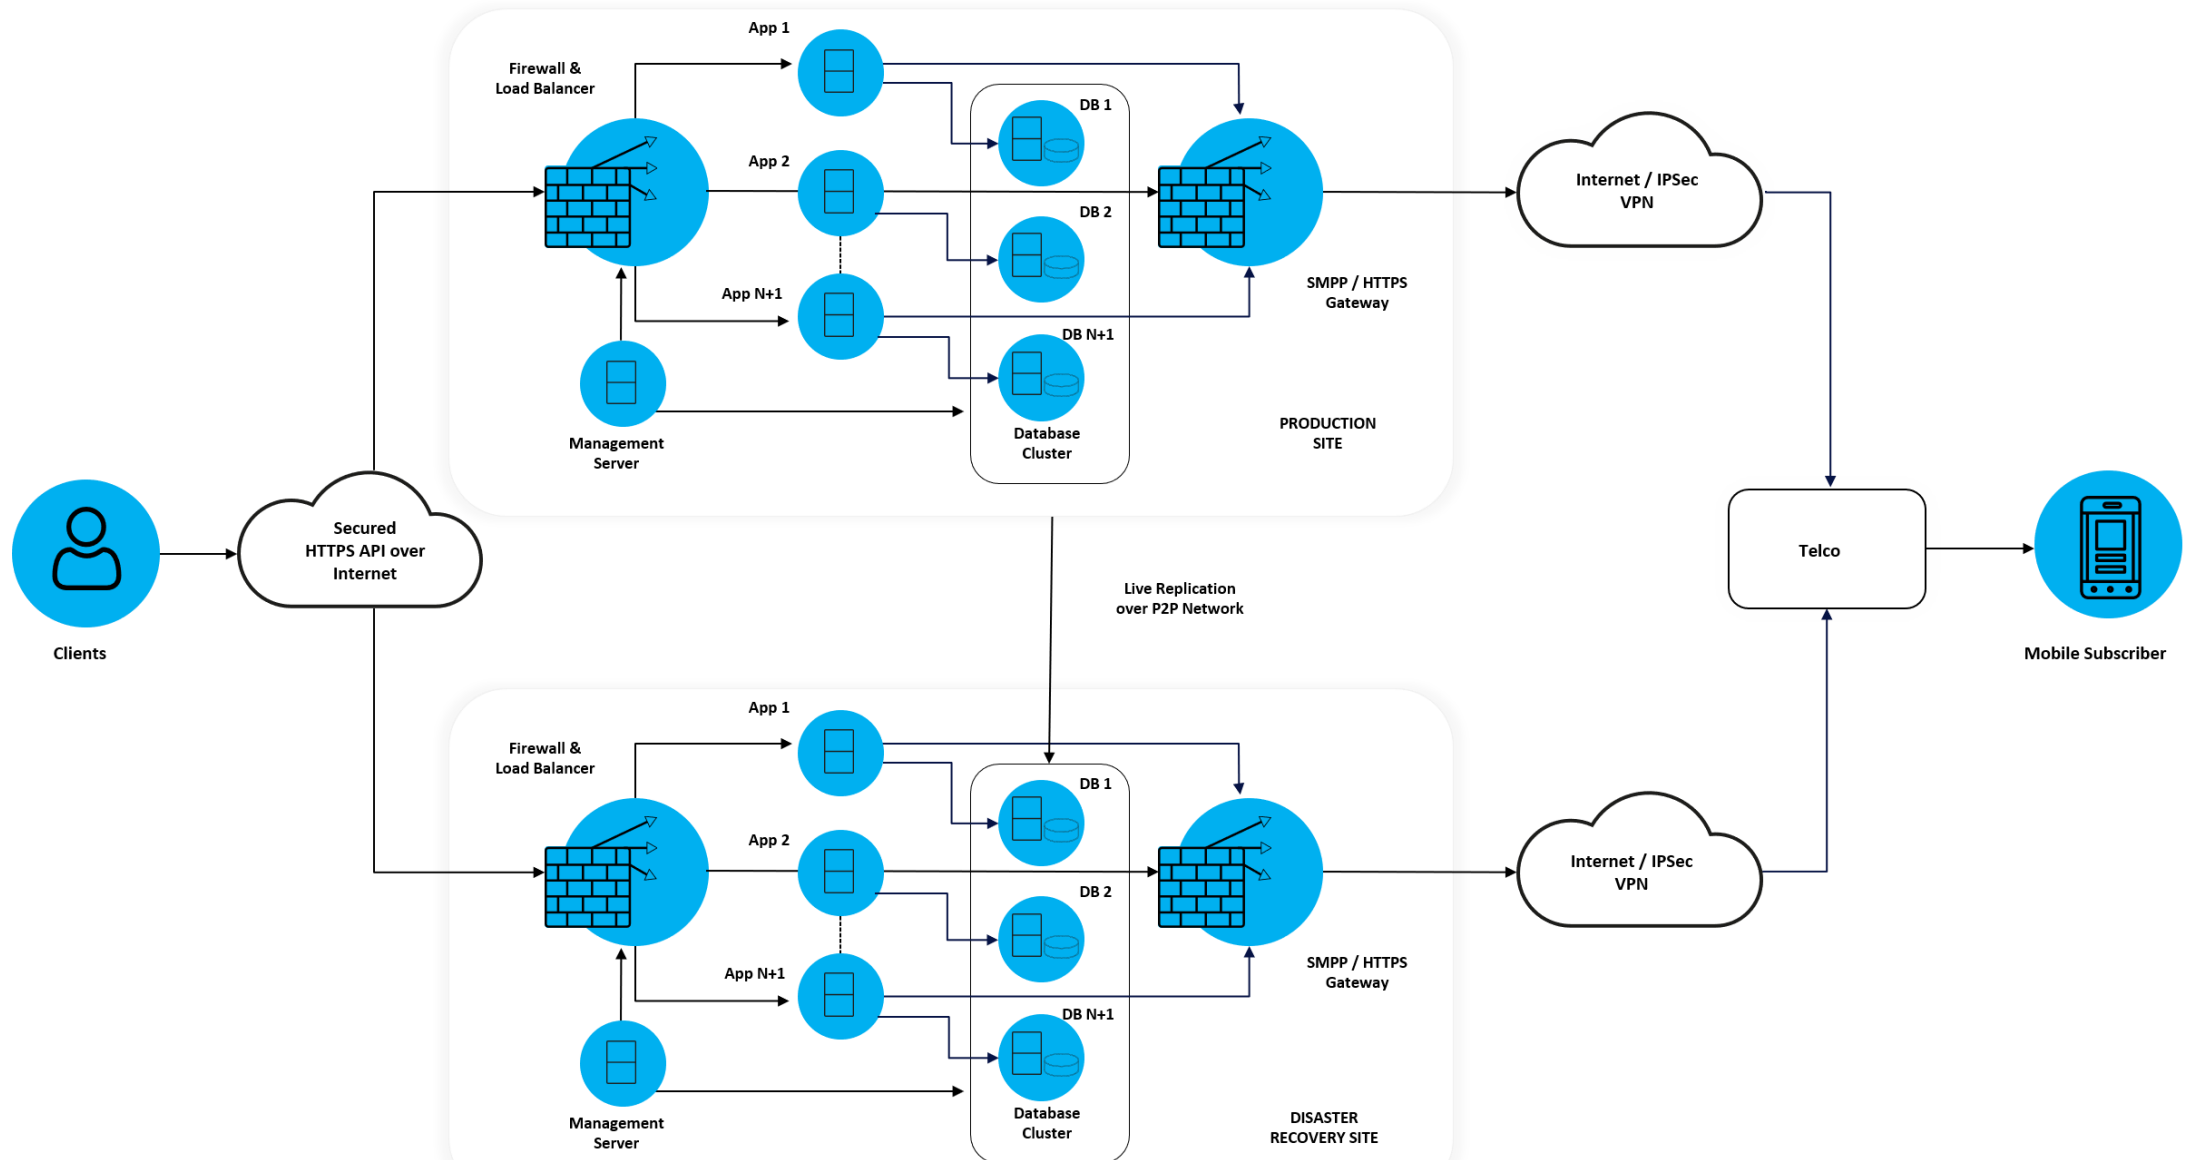 App 1
Firewall &
Load Balancer
DB 1
App 2
Internet / IPSec
VPN
DB 2
App N+1
SMPP / HTTPS
Gateway
DB N+1
PRODUCTION
SITE
Database
Cluster
Management
Server
Secured
HTTPS API over
Internet
Telco
Live Replication
over P2P Network
Clients
Mobile Subscriber
App 1
Firewall &
Load Balancer
DB 1
App 2
Internet / IPSec
VPN
DB 2
App N+1
SMPP / HTTPS
Gateway
DB N+1
Database
Cluster
DISASTER
RECOVERY SITE
Management
Server